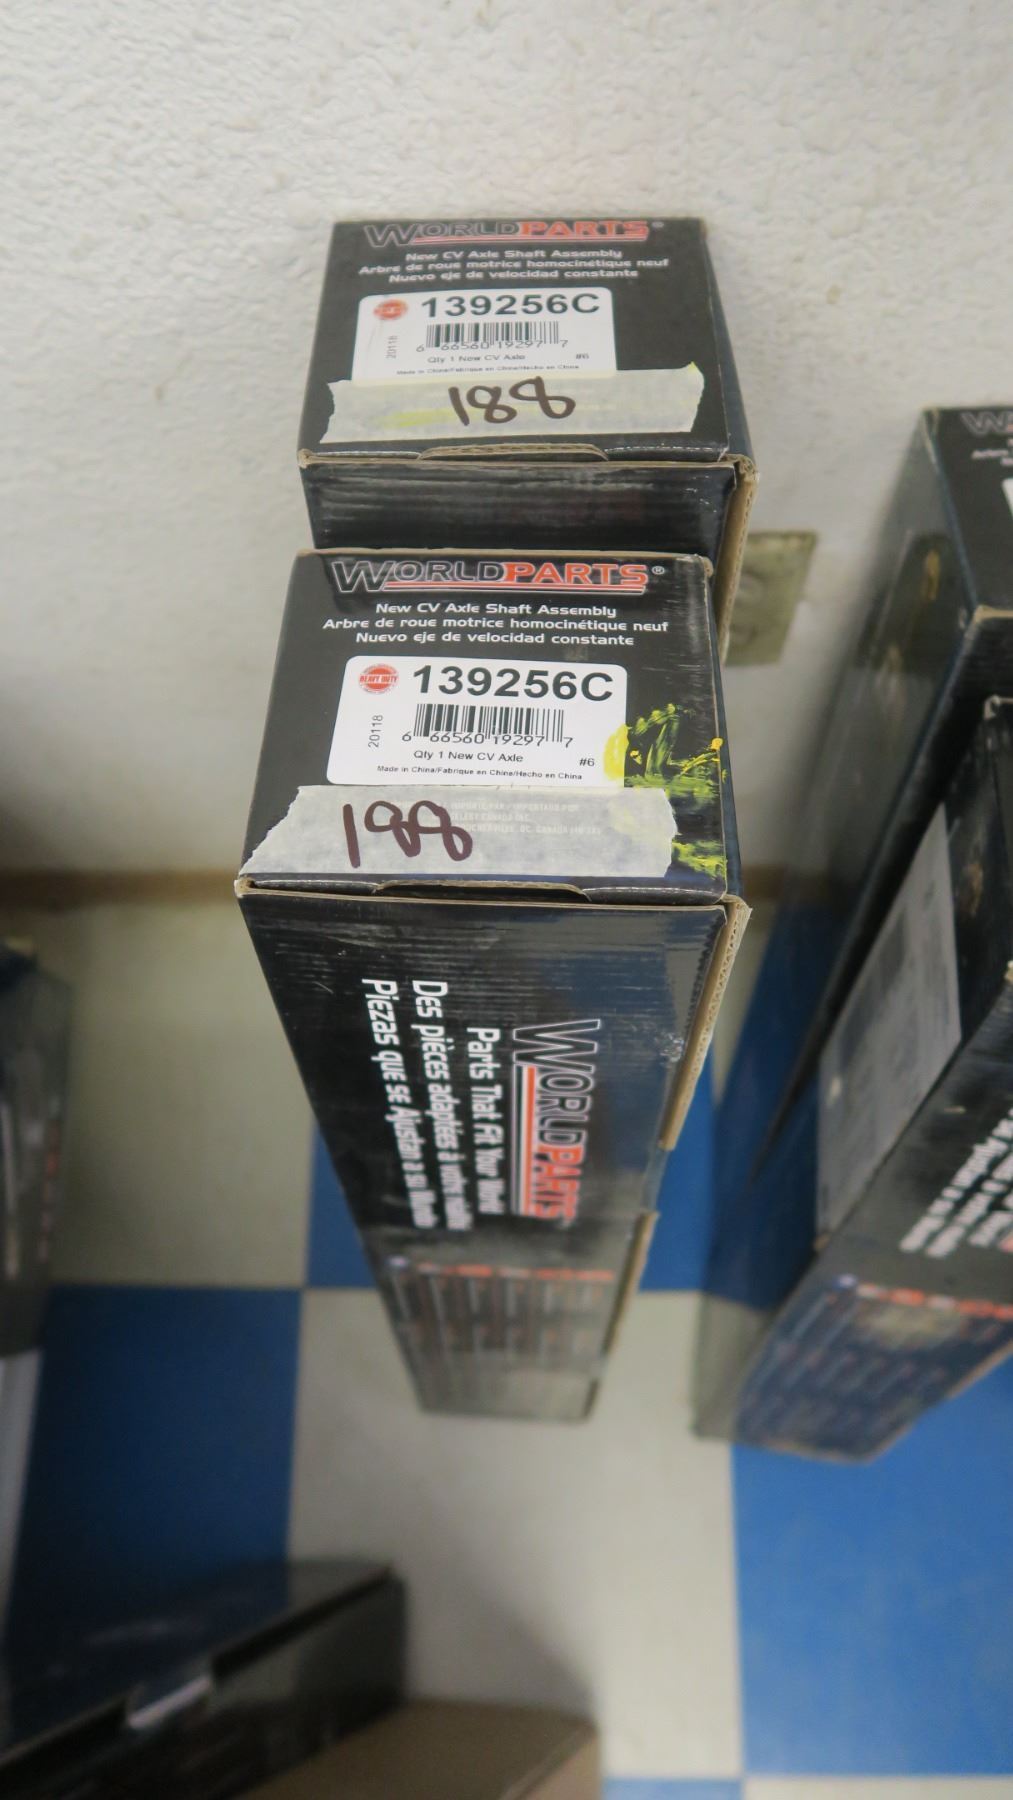 WORLDPARTS®
New CV Axle Shaft Assembly
Arbre de roue motrice homocinétique neuf
Nuevo eje de velocidad constante
139256C
20118
6 66560 19297 7
Qty 1 New CV Axle #6
Made in China/Fabriqué en Chine/Hecho en China
188
WORLDPARTS®
New CV Axle Shaft Assembly
Arbre de roue motrice homocinétique neuf
Nuevo eje de velocidad constante
HEAVY DUTY
139256C
20118
6 66560 19297 7
Qty 1 New CV Axle #6
Made in China/Fabrique en Chine/Hecho en China
188
WORLDPARTS
Parts That Fit Your World
Des pièces adaptées à votre
Piezas que se Ajustan a su Mundo